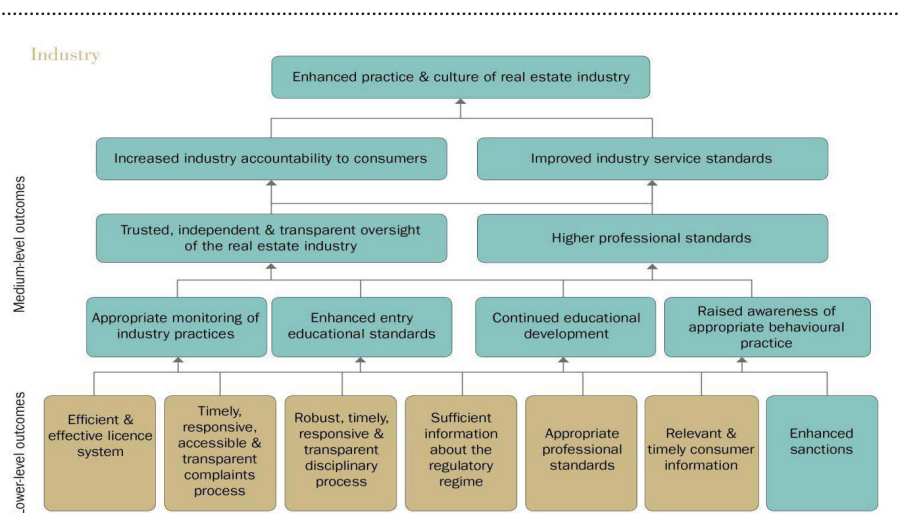 Industry
Enhanced practice & culture of real estate industry
Increased industry accountability to consumers
Improved industry service standards
Medium-level outcomes
Trusted, independent & transparent oversight
of the real estate industry
Higher professional standards
Appropriate monitoring of
industry practices
Enhanced entry
educational standards
Continued educational
development
Raised awareness of
appropriate behavioural
practice
Lower-level outcomes
Efficient &
effective licence
system
Timely,
responsive,
accessible &
transparent
complaints
process
Robust, timely,
responsive &
transparent
disciplinary
process
Sufficient
information
about the
regulatory
regime
Appropriate
professional
standards
Relevant &
timely consumer
information
Enhanced
sanctions